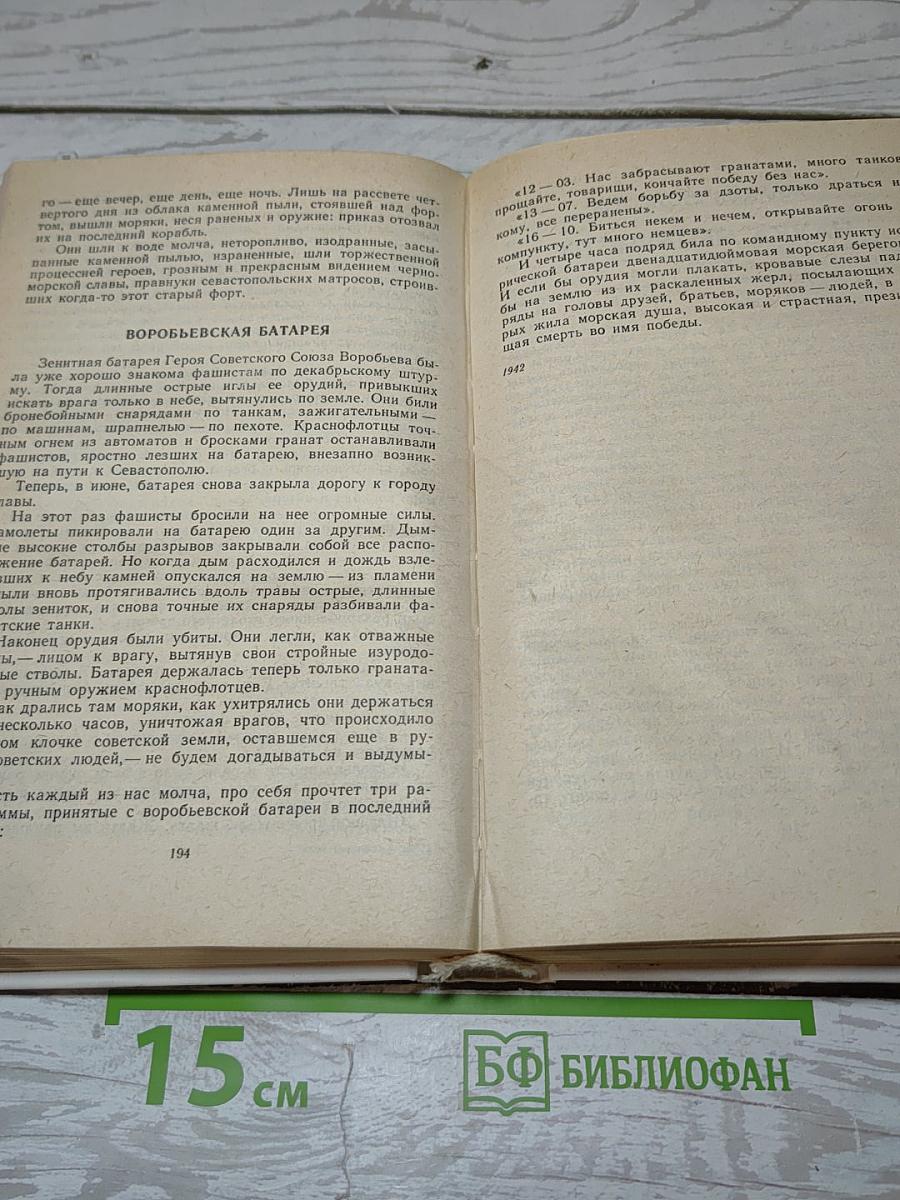 го — еще вечер, еще день, еще ночь. Лишь на рассвете чет-
вертого дня из облака каменной пыли, стоявшей над фор-
том, вышли моряки, неся раненых и оружие: приказ отозвал
их на последний корабль.
Они шли к воде молча, неторопливо, изодранные, засы-
панные каменной пылью, израненные, шли торжественной
процессией героев, грозным и прекрасным видением черно-
морской славы, правнуки севастопольских матросов, строив-
ших когда-то этот старый форт.
ВОРОБЬЕВСКАЯ БАТАРЕЯ
Зенитная батарея Героя Советского Союза Воробьева бы-
ла уже хорошо знакома фашистам по декабрьскому штур-
му. Тогда длинные острые иглы ее орудий, привыкших
искать врага только в небе, вытянулись по земле. Они били
бронебойными снарядами по танкам, зажигательными —
по машинам, шрапнелью — по пехоте. Краснофлотцы точ-
ным огнем из автоматов и бросками гранат останавливали
фашистов, яростно лезших на батарею, внезапно возник-
шую на пути к Севастополю.
Теперь, в июне, батарея снова закрыла дорогу к городу
лавы.
На этот раз фашисты бросили на нее огромные силы.
амолеты пикировали на батарею один за другим. Дым-
е высокие столбы разрывов закрывали собой все распо-
жение батарей. Но когда дым расходился и дождь взле-
вших к небу камней опускался на землю — из пламени
ыли вновь протягивались вдоль травы острые, длинные
олы зениток, и снова точные их снаряды разбивали фа-
тские танки.
Наконец орудия были убиты. Они легли, как отважные
ы,— лицом к врагу, вытянув свои стройные изуродо-
ые стволы. Батарея держалась теперь только граната-
ручным оружием краснофлотцев.
ак дрались там моряки, как ухитрялись они держаться
несколько часов, уничтожая врагов, что происходило
ом клочке советской земли, оставшемся еще в ру-
оветских людей,— не будем догадываться и выдумы-
сть каждый из нас молча, про себя прочтет три ра-
ммы, принятые с воробьевской батареи в последний
:
194
«12 — 03. Нас забрасывают гранатами, много танков
прощайте, товарищи, кончайте победу без нас».
«13 — 07. Ведем борьбу за дзоты, только драться н
кому, все переранены».
«16 — 10. Биться некем и нечем, открывайте огонь
компункту, тут много немцев».
И четыре часа подряд била по командному пункту ис
рической батареи двенадцатидюймовая морская берегов
И если бы орудия могли плакать, кровавые слезы пад
бы на землю из их раскаленных жерл, посылающих
ряды на головы друзей, братьев, моряков — людей, в
рых жила морская душа, высокая и страстная, прези
щая смерть во имя победы.
1942
15 см
БФ БИБЛИОФАН